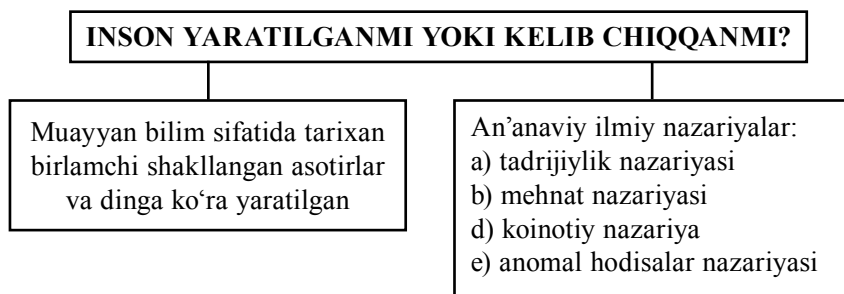 INSON YARATILGANMI YOKI KELIB CHIQQANMI?
Muayyan bilim sifatida tarixan
birlamchi shakllangan asotirlar
va dinga ko‘ra yaratilgan
An’anaviy ilmiy nazariyalar:
a) tadrijiylik nazariyasi
b) mehnat nazariyasi
d) koinotiy nazariya
e) anomal hodisalar nazariyasi